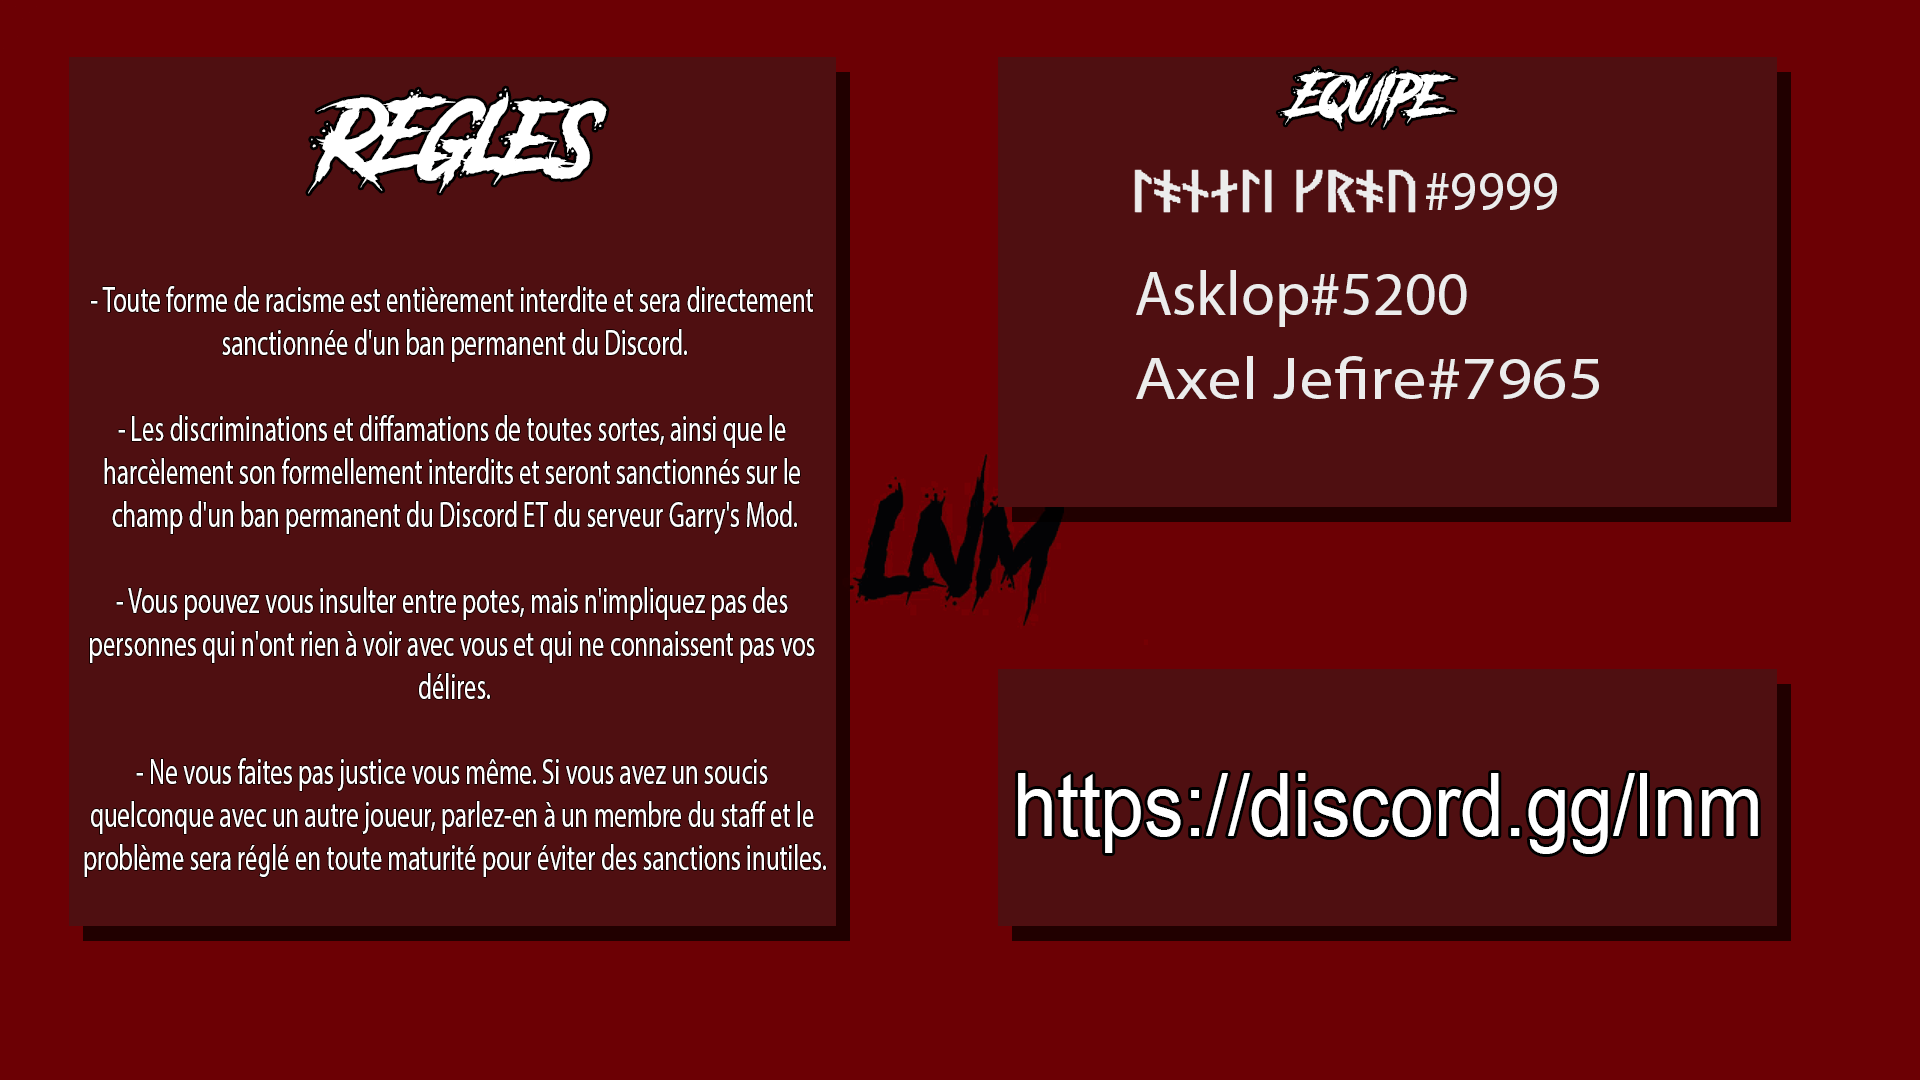 REGLES
- Toute forme de racisme est entièrement interdite et sera directement
sanctionnée d'un ban permanent du Discord.
- Les discriminations et diffamations de toutes sortes, ainsi que le
harcèlement son formellement interdits et seront sanctionnés sur le
champ d'un ban permanent du Discord ET du serveur Garry's Mod.
- Vous pouvez vous insulter entre potes, mais n'impliquez pas des
personnes qui n'ont rien à voir avec vous et qui ne connaissent pas vos
délires.
- Ne vous faites pas justice vous même. Si vous avez un soucis
quelconque avec un autre joueur, parlez-en à un membre du staff et le
problème sera réglé en toute maturité pour éviter des sanctions inutiles.
LNM
EQUIPE
#9999
Asklop#5200
Axel Jefire#7965
https://discord.gg/lnm